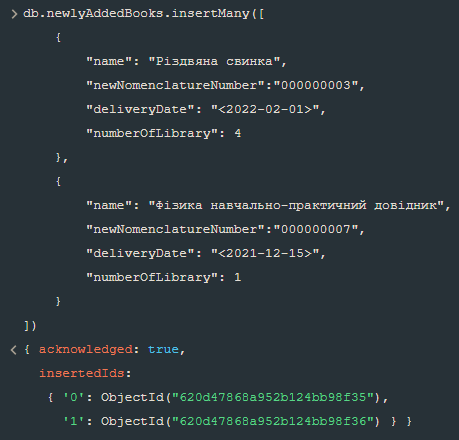 > db.newlyAddedBooks.insertMany([
{
"name": "Різдвяна свинка",
"newNomenclatureNumber":"000000003",
"deliveryDate": "<2022-02-01>",
"numberOfLibrary": 4
},
{
"name": "Фізика навчально-практичний довідник",
"newNomenclatureNumber":"000000007",
"deliveryDate": "<2021-12-15>",
"numberOfLibrary": 1
}
])
< { acknowledged: true,
insertedIds:
{ '0': ObjectId("620d47868a952b124bb98f35"),
'1': ObjectId("620d47868a952b124bb98f36") } }